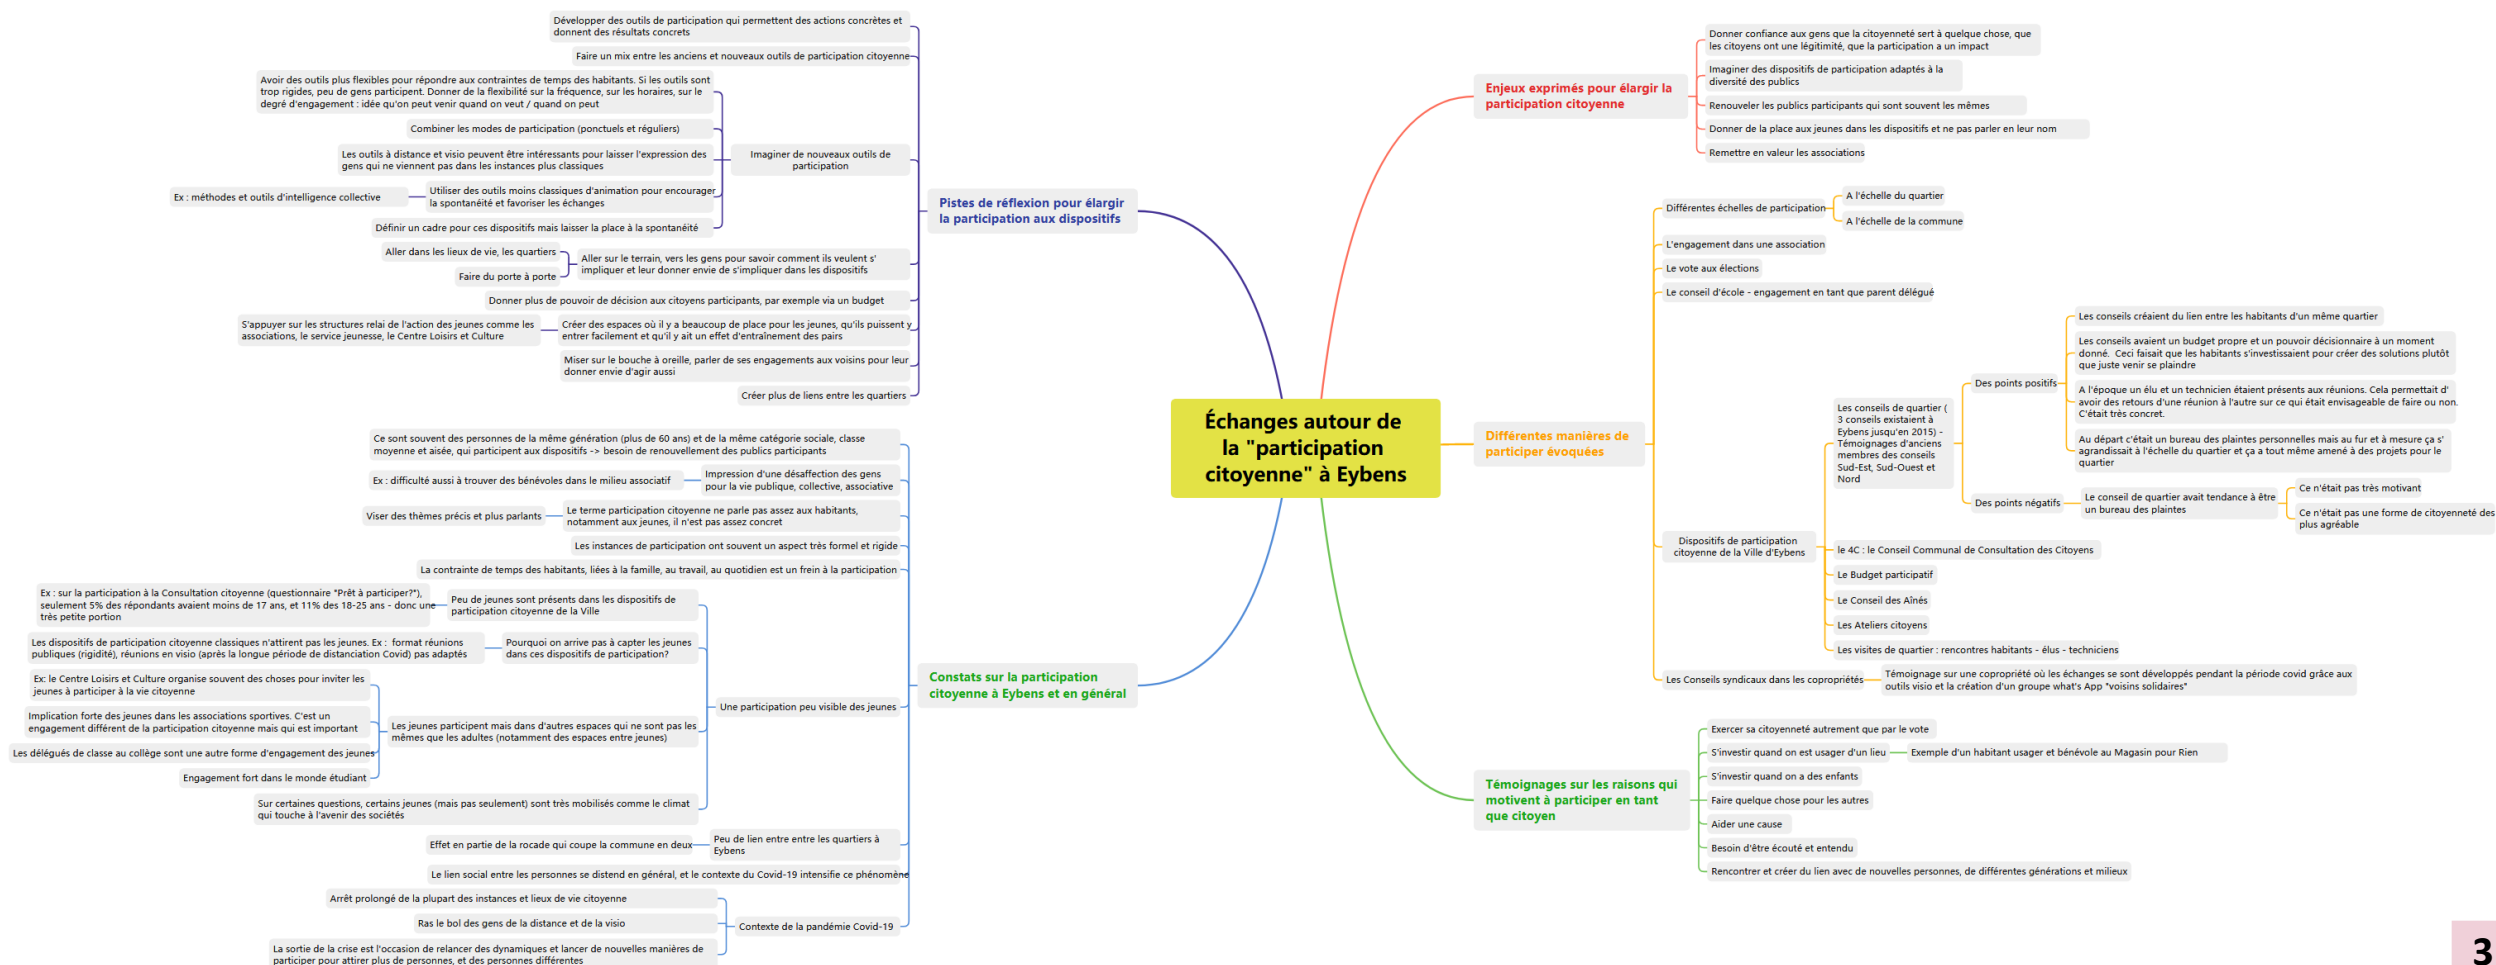 Échanges autour de
la "participation
citoyenne" à Eybens
Enjeux exprimés pour élargir la
participation citoyenne
Donner confiance aux gens que la citoyenneté sert à quelque chose, que
les citoyens ont une légitimité, que la participation a un impact
Imaginer des dispositifs de participation adaptés à la
diversité des publics
Renouveler les publics participants qui sont souvent les mêmes
Donner de la place aux jeunes dans les dispositifs et ne pas parler en leur nom
Remettre en valeur les associations
Différentes manières de
participer évoquées
Différentes échelles de participation
A l'échelle du quartier
A l'échelle de la commune
L'engagement dans une association
Le vote aux élections
Le conseil d'école - engagement en tant que parent délégué
Dispositifs de participation
citoyenne de la Ville d'Eybens
Les conseils de quartier (
3 conseils existaient à
Eybens jusqu'en 2015) -
Témoignages d'anciens
membres des conseils
Sud-Est, Sud-Ouest et
Nord
Des points positifs
Les conseils créaient du lien entre les habitants d'un même quartier
Les conseils avaient un budget propre et un pouvoir décisionnaire à un moment
donné.  Ceci faisait que les habitants s'investissaient pour créer des solutions plutôt
que juste venir se plaindre
A l'époque un élu et un technicien étaient présents aux réunions. Cela permettait d'
avoir des retours d'une réunion à l'autre sur ce qui était envisageable de faire ou non.
C'était très concret.
Au départ c'était un bureau des plaintes personnelles mais au fur et à mesure ça s'
agrandissait à l'échelle du quartier et ça a tout même amené à des projets pour le
quartier
Des points négatifs
Le conseil de quartier avait tendance à être
un bureau des plaintes
Ce n'était pas très motivant
Ce n'était pas une forme de citoyenneté des
plus agréable
le 4C : le Conseil Communal de Consultation des Citoyens
Le Budget participatif
Le Conseil des Aînés
Les Ateliers citoyens
Les visites de quartier : rencontres habitants - élus - techniciens
Les Conseils syndicaux dans les copropriétés
Témoignage sur une copropriété où les échanges se sont développés pendant la période covid grâce aux
outils visio et la création d'un groupe what's App "voisins solidaires"
Témoignages sur les raisons qui
motivent à participer en tant
que citoyen
Exercer sa citoyenneté autrement que par le vote
S'investir quand on est usager d'un lieu
Exemple d'un habitant usager et bénévole au Magasin pour Rien
S'investir quand on a des enfants
Faire quelque chose pour les autres
Aider une cause
Besoin d'être écouté et entendu
Rencontrer et créer du lien avec de nouvelles personnes, de différentes générations et milieux
Pistes de réflexion pour élargir
la participation aux dispositifs
Développer des outils de participation qui permettent des actions concrètes et
donnent des résultats concrets
Faire un mix entre les anciens et nouveaux outils de participation citoyenne
Imaginer de nouveaux outils de
participation
Avoir des outils plus flexibles pour répondre aux contraintes de temps des habitants. Si les outils sont
trop rigides, peu de gens participent. Donner de la flexibilité sur la fréquence, sur les horaires, sur le
degré d'engagement : idée qu'on peut venir quand on veut / quand on peut
Combiner les modes de participation (ponctuels et réguliers)
Les outils à distance et visio peuvent être intéressants pour laisser l'expression des
gens qui ne viennent pas dans les instances plus classiques
Utiliser des outils moins classiques d'animation pour encourager
la spontanéité et favoriser les échanges
Ex : méthodes et outils d'intelligence collective
Définir un cadre pour ces dispositifs mais laisser la place à la spontanéité
Aller sur le terrain, vers les gens pour savoir comment ils veulent s'
impliquer et leur donner envie de s'impliquer dans les dispositifs
Aller dans les lieux de vie, les quartiers
Faire du porte à porte
Donner plus de pouvoir de décision aux citoyens participants, par exemple via un budget
Créer des espaces où il y a beaucoup de place pour les jeunes, qu'ils puissent y
entrer facilement et qu'il y ait un effet d'entraînement des pairs
S'appuyer sur les structures relai de l'action des jeunes comme les
associations, le service jeunesse, le Centre Loisirs et Culture
Miser sur le bouche à oreille, parler de ses engagements aux voisins pour leur
donner envie d'agir aussi
Créer plus de liens entre les quartiers
Constats sur la participation
citoyenne à Eybens et en général
Ce sont souvent des personnes de la même génération (plus de 60 ans) et de la même catégorie sociale, classe
moyenne et aisée, qui participent aux dispositifs -> besoin de renouvellement des publics participants
Impression d'une désaffection des gens
pour la vie publique, collective, associative
Ex : difficulté aussi à trouver des bénévoles dans le milieu associatif
Le terme participation citoyenne ne parle pas assez aux habitants,
notamment aux jeunes, il n'est pas assez concret
Viser des thèmes précis et plus parlants
Les instances de participation ont souvent un aspect très formel et rigide
La contrainte de temps des habitants, liées à la famille, au travail, au quotidien est un frein à la participation
Une participation peu visible des jeunes
Peu de jeunes sont présents dans les dispositifs de
participation citoyenne de la Ville
Ex : sur la participation à la Consultation citoyenne (questionnaire "Prêt à participer?"),
seulement 5% des répondants avaient moins de 17 ans, et 11% des 18-25 ans - donc une
très petite portion
Pourquoi on arrive pas à capter les jeunes
dans ces dispositifs de participation?
Les dispositifs de participation citoyenne classiques n'attirent pas les jeunes. Ex :  format réunions
publiques (rigidité), réunions en visio (après la longue période de distanciation Covid) pas adaptés
Les jeunes participent mais dans d'autres espaces qui ne sont pas les
mêmes que les adultes (notamment des espaces entre jeunes)
Ex: le Centre Loisirs et Culture organise souvent des choses pour inviter les
jeunes à participer à la vie citoyenne
Implication forte des jeunes dans les associations sportives. C'est un
engagement différent de la participation citoyenne mais qui est important
Les délégués de classe au collège sont une autre forme d'engagement des jeunes
Engagement fort dans le monde étudiant
Sur certaines questions, certains jeunes (mais pas seulement) sont très mobilisés comme le climat
qui touche à l'avenir des sociétés
Peu de lien entre entre les quartiers à
Eybens
Effet en partie de la rocade qui coupe la commune en deux
Le lien social entre les personnes se distend en général, et le contexte du Covid-19 intensifie ce phénomène
Contexte de la pandémie Covid-19
Arrêt prolongé de la plupart des instances et lieux de vie citoyenne
Ras le bol des gens de la distance et de la visio
La sortie de la crise est l'occasion de relancer des dynamiques et lancer de nouvelles manières de
participer pour attirer plus de personnes, et des personnes différentes
3